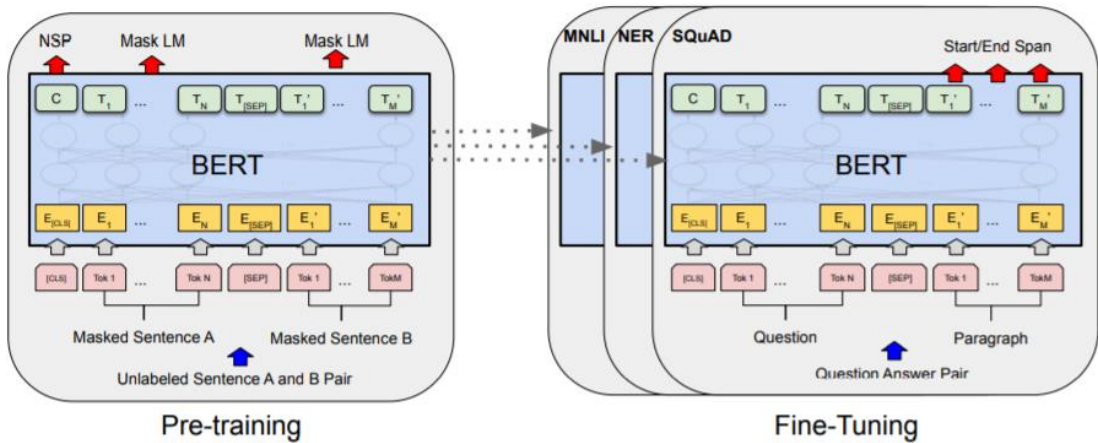 NSP Mask LM Mask LM
C T1 ... TN T[SEP] T1' ... TM'
BERT
E[CLS] E1 ... EN E[SEP] E1' ... EM'
[CLS] Tok 1 ... Tok N [SEP] Tok 1 ... TokM
Masked Sentence A Masked Sentence B
Unlabeled Sentence A and B Pair
Pre-training
MNLI NER SQuAD
Start/End Span
C T1 ... TN T[SEP] T1' ... TM'
BERT
E[CLS] E1 ... EN E[SEP] E1' ... EM'
[CLS] Tok 1 ... Tok N [SEP] Tok 1 ... TokM
Question Paragraph
Question Answer Pair
Fine-Tuning